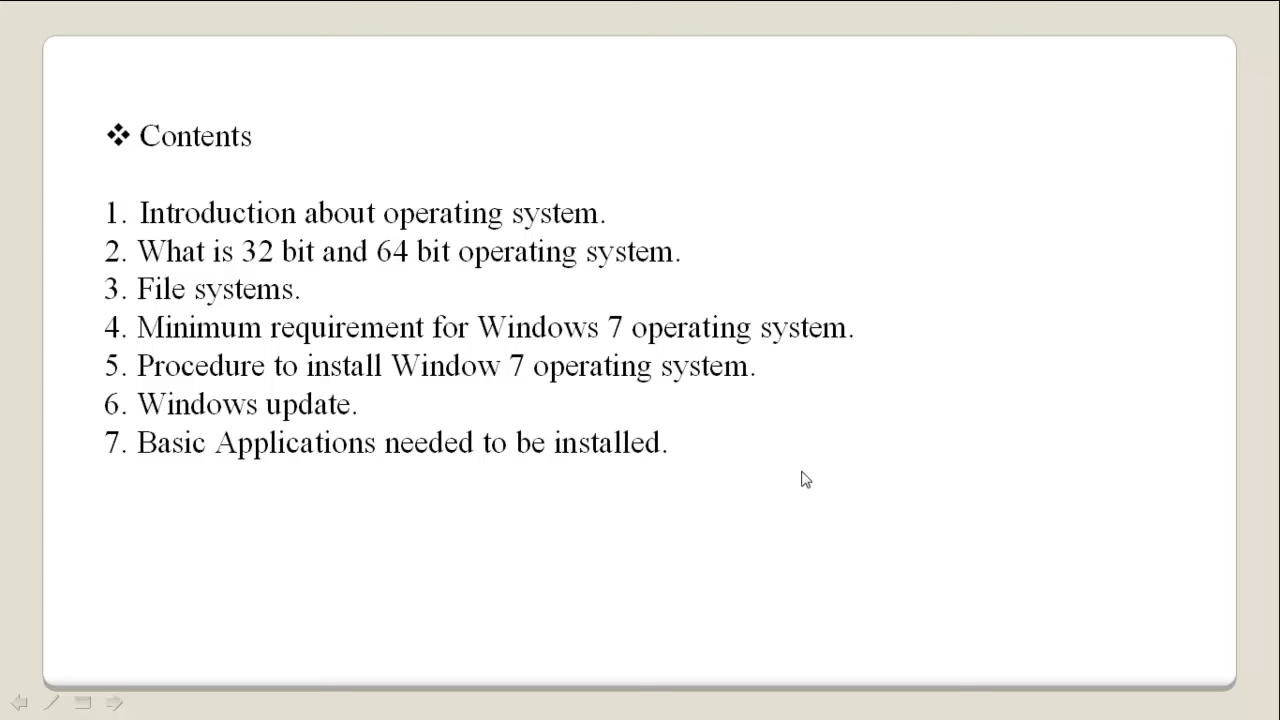 ❖ Contents
1. Introduction about operating system.
2. What is 32 bit and 64 bit operating system.
3. File systems.
4. Minimum requirement for Windows 7 operating system.
5. Procedure to install Window 7 operating system.
6. Windows update.
7. Basic Applications needed to be installed.